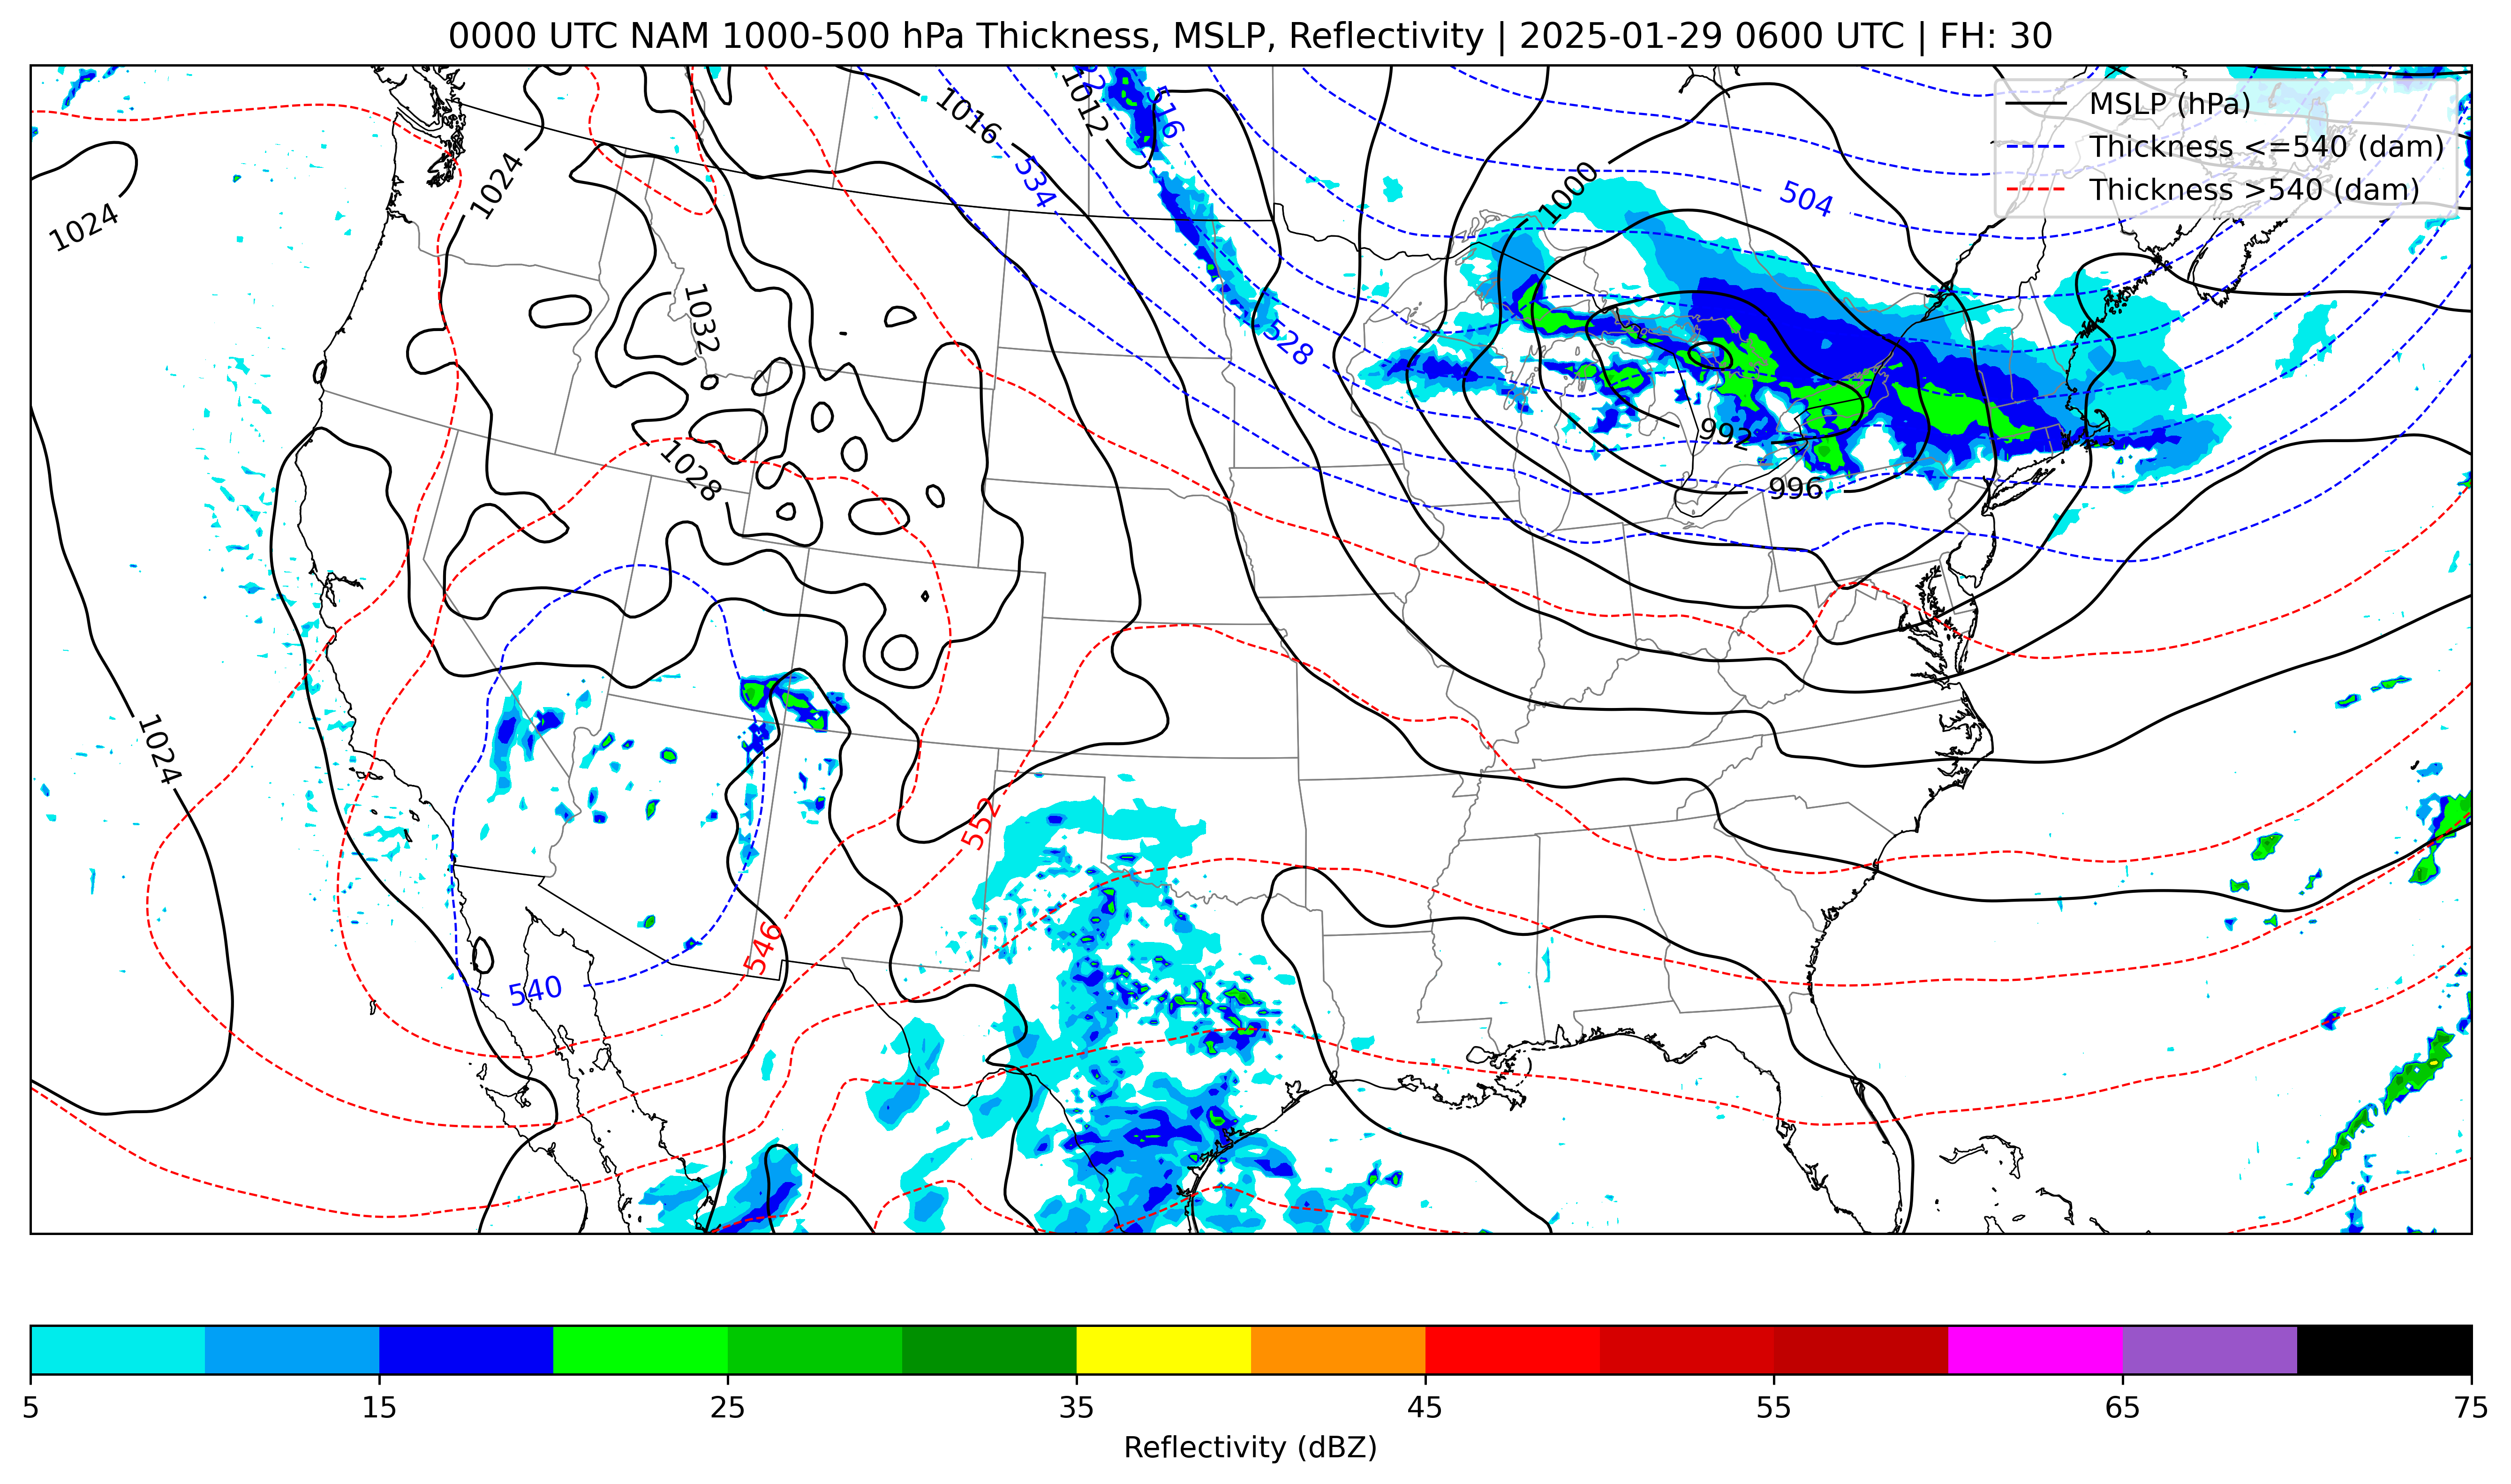 0000 UTC NAM 1000-500 hPa Thickness, MSLP, Reflectivity | 2025-01-29 0600 UTC | FH: 30
MSLP (hPa)
Thickness <=540 (dam)
Thickness >540 (dam)
1012
516
1016
534
504
1000
1024
1024
1032
528
992
1028
996
1024
552
546
540
5 15 25 35 45 55 65 75
Reflectivity (dBZ)